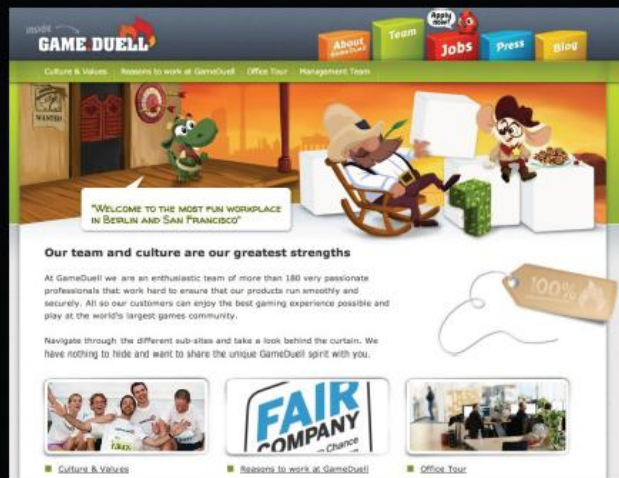 inside
GAME DUELL
About
GameDuell
Team
Apply now!
Jobs
Press
Blog
Culture & Values
Reasons to work at GameDuell
Office Tour
Management Team
WANTED
"WELCOME TO THE MOST FUN WORKPLACE
IN BERLIN AND SAN FRANCISCO"
Our team and culture are our greatest strengths
At GameDuell we are an enthusiastic team of more than 180 very passionate
professionals that work hard to ensure that our products run smoothly and
securely. All so our customers can enjoy the best gaming experience possible and
play at the world's largest games community.
Navigate through the different sub-sites and take a look behind the curtain. We
have nothing to hide and want to share the unique GameDuell spirit with you.
100%
FAIR
COMPANY
Chance
Culture & Values
Reasons to work at GameDuell
Office Tour